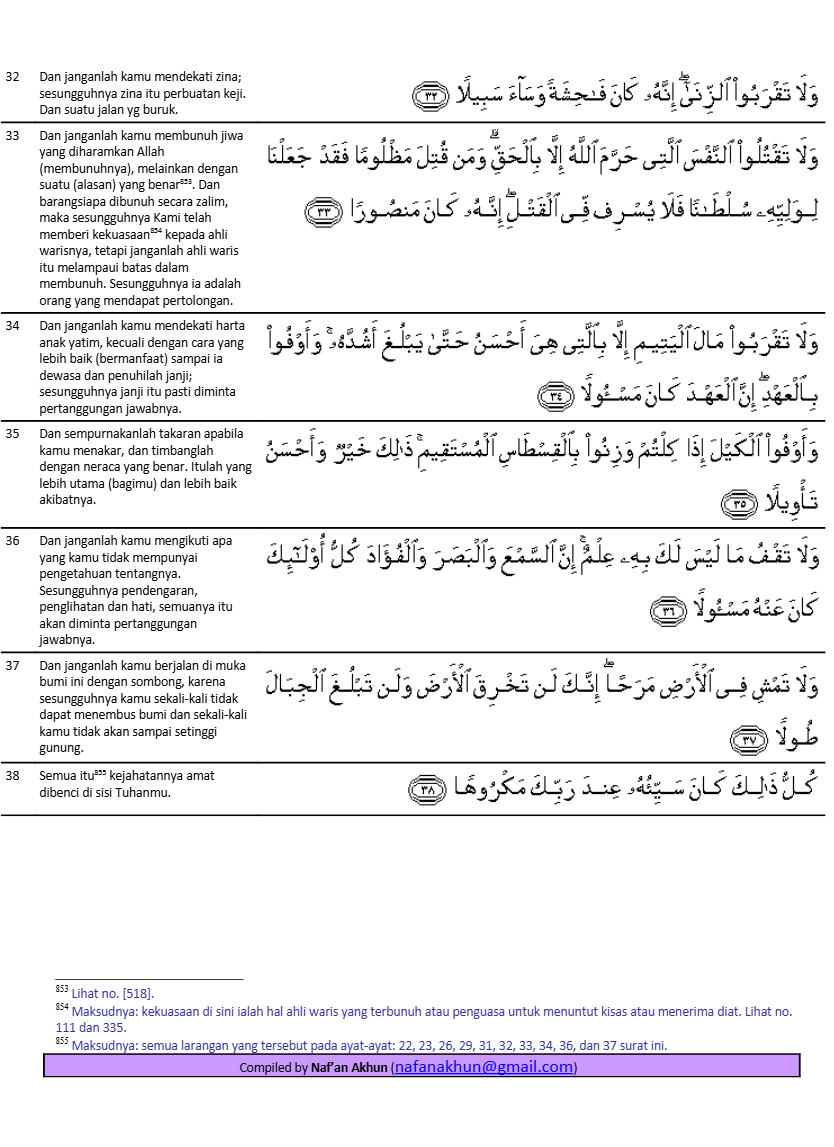 32 Dan janganlah kamu mendekati zina;
sesungguhnya zina itu perbuatan keji.
Dan suatu jalan yg buruk.
وَلَا تَقْرَبُوا۟ ٱلزِّنَىٰٓ ۖ إِنَّهُۥ كَانَ فَـٰحِشَةً وَسَآءَ سَبِيلًا ﴿٣٢﴾
33 Dan janganlah kamu membunuh jiwa
yang diharamkan Allah
(membunuhnya), melainkan dengan
suatu (alasan) yang benar⁸⁵³. Dan
barangsiapa dibunuh secara zalim,
maka sesungguhnya Kami telah
memberi kekuasaan⁸⁵⁴ kepada ahli
warisnya, tetapi janganlah ahli waris
itu melampaui batas dalam
membunuh. Sesungguhnya ia adalah
orang yang mendapat pertolongan.
وَلَا تَقْتُلُوا۟ ٱلنَّفْسَ ٱلَّتِى حَرَّمَ ٱللَّهُ إِلَّا بِٱلْحَقِّ ۗ وَمَن قُتِلَ مَظْلُومًا فَقَدْ جَعَلْنَا
لِوَلِيِّهِۦ سُلْطَـٰنًا فَلَا يُسْرِف فِّى ٱلْقَتْلِ ۖ إِنَّهُۥ كَانَ مَنصُورًا ﴿٣٣﴾
34 Dan janganlah kamu mendekati harta
anak yatim, kecuali dengan cara yang
lebih baik (bermanfaat) sampai ia
dewasa dan penuhilah janji;
sesungguhnya janji itu pasti diminta
pertanggungan jawabnya.
وَلَا تَقْرَبُوا۟ مَالَ ٱلْيَتِيمِ إِلَّا بِٱلَّتِى هِىَ أَحْسَنُ حَتَّىٰ يَبْلُغَ أَشُدَّهُۥ ۚ وَأَوْفُوا۟
بِٱلْعَهْدِ ۖ إِنَّ ٱلْعَهْدَ كَانَ مَسْـُٔولًا ﴿٣٤﴾
35 Dan sempurnakanlah takaran apabila
kamu menakar, dan timbanglah
dengan neraca yang benar. Itulah yang
lebih utama (bagimu) dan lebih baik
akibatnya.
وَأَوْفُوا۟ ٱلْكَيْلَ إِذَا كِلْتُمْ وَزِنُوا۟ بِٱلْقِسْطَاسِ ٱلْمُسْتَقِيمِ ۚ ذَٰلِكَ خَيْرٌ وَأَحْسَنُ
تَأْوِيلًا ﴿٣٥﴾
36 Dan janganlah kamu mengikuti apa
yang kamu tidak mempunyai
pengetahuan tentangnya.
Sesungguhnya pendengaran,
penglihatan dan hati, semuanya itu
akan diminta pertanggungan
jawabnya.
وَلَا تَقْفُ مَا لَيْسَ لَكَ بِهِۦ عِلْمٌ ۚ إِنَّ ٱلسَّمْعَ وَٱلْبَصَرَ وَٱلْفُؤَادَ كُلُّ أُو۟لَـٰٓئِكَ
كَانَ عَنْهُ مَسْـُٔولًا ﴿٣٦﴾
37 Dan janganlah kamu berjalan di muka
bumi ini dengan sombong, karena
sesungguhnya kamu sekali-kali tidak
dapat menembus bumi dan sekali-kali
kamu tidak akan sampai setinggi
gunung.
وَلَا تَمْشِ فِى ٱلْأَرْضِ مَرَحًا ۖ إِنَّكَ لَن تَخْرِقَ ٱلْأَرْضَ وَلَن تَبْلُغَ ٱلْجِبَالَ
طُولًا ﴿٣٧﴾
38 Semua itu⁸⁵⁵ kejahatannya amat
dibenci di sisi Tuhanmu.
كُلُّ ذَٰلِكَ كَانَ سَيِّئُهُۥ عِندَ رَبِّكَ مَكْرُوهًا ﴿٣٨﴾
⁸⁵³ Lihat no. [518].
⁸⁵⁴ Maksudnya: kekuasaan di sini ialah hal ahli waris yang terbunuh atau penguasa untuk menuntut kisas atau menerima diat. Lihat no.
111 dan 335.
⁸⁵⁵ Maksudnya: semua larangan yang tersebut pada ayat-ayat: 22, 23, 26, 29, 31, 32, 33, 34, 36, dan 37 surat ini.
Compiled by Naf’an Akhun (nafanakhun@gmail.com)